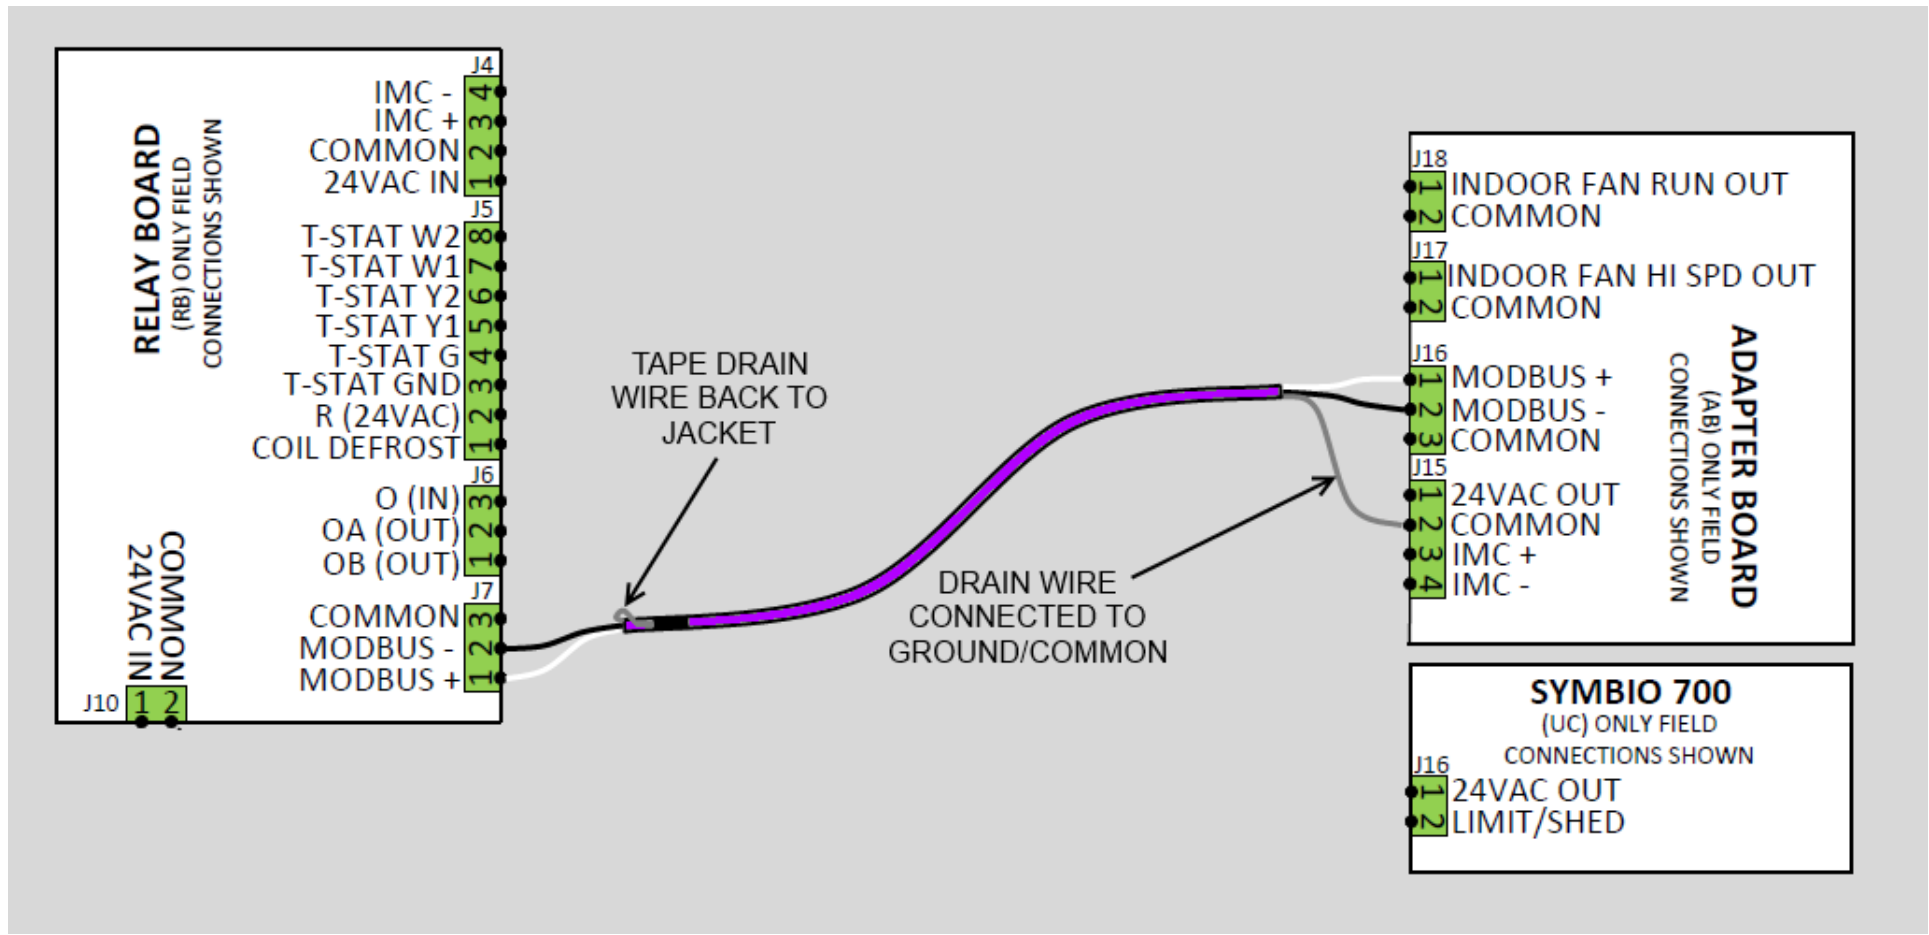 RELAY BOARD
(RB) ONLY FIELD
CONNECTIONS SHOWN
J4
IMC - 4
IMC + 3
COMMON 2
24VAC IN 1
J5
T-STAT W2 8
T-STAT W1 7
T-STAT Y2 6
T-STAT Y1 5
T-STAT G 4
T-STAT GND 3
R (24VAC) 2
COIL DEFROST 1
J6
O (IN) 3
OA (OUT) 2
OB (OUT) 1
J7
COMMON 3
MODBUS - 2
MODBUS + 1
24VAC IN
COMMON
J10 1 2
TAPE DRAIN
WIRE BACK TO
JACKET
DRAIN WIRE
CONNECTED TO
GROUND/COMMON
J18
1 INDOOR FAN RUN OUT
2 COMMON
J17
1 INDOOR FAN HI SPD OUT
2 COMMON
J16
1 MODBUS +
2 MODBUS -
3 COMMON
J15
1 24VAC OUT
2 COMMON
3 IMC +
4 IMC -
ADAPTER BOARD
(AB) ONLY FIELD
CONNECTIONS SHOWN
SYMBIO 700
(UC) ONLY FIELD
CONNECTIONS SHOWN
J16
1 24VAC OUT
2 LIMIT/SHED